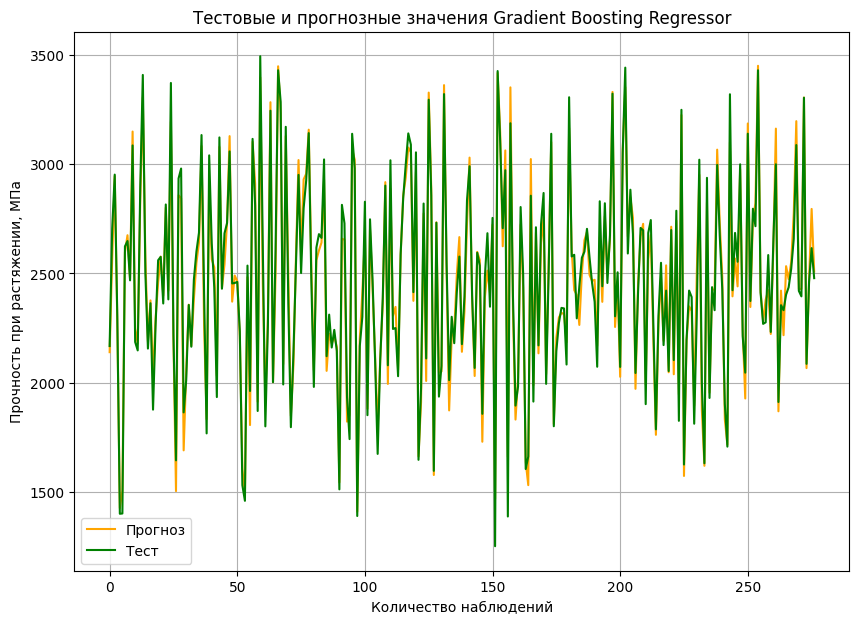 Тестовые и прогнозные значения Gradient Boosting Regressor
Прочность при растяжении, МПа
3500
3000
2500
2000
1500
Прогноз
Тест
0
50
100
150
200
250
Количество наблюдений